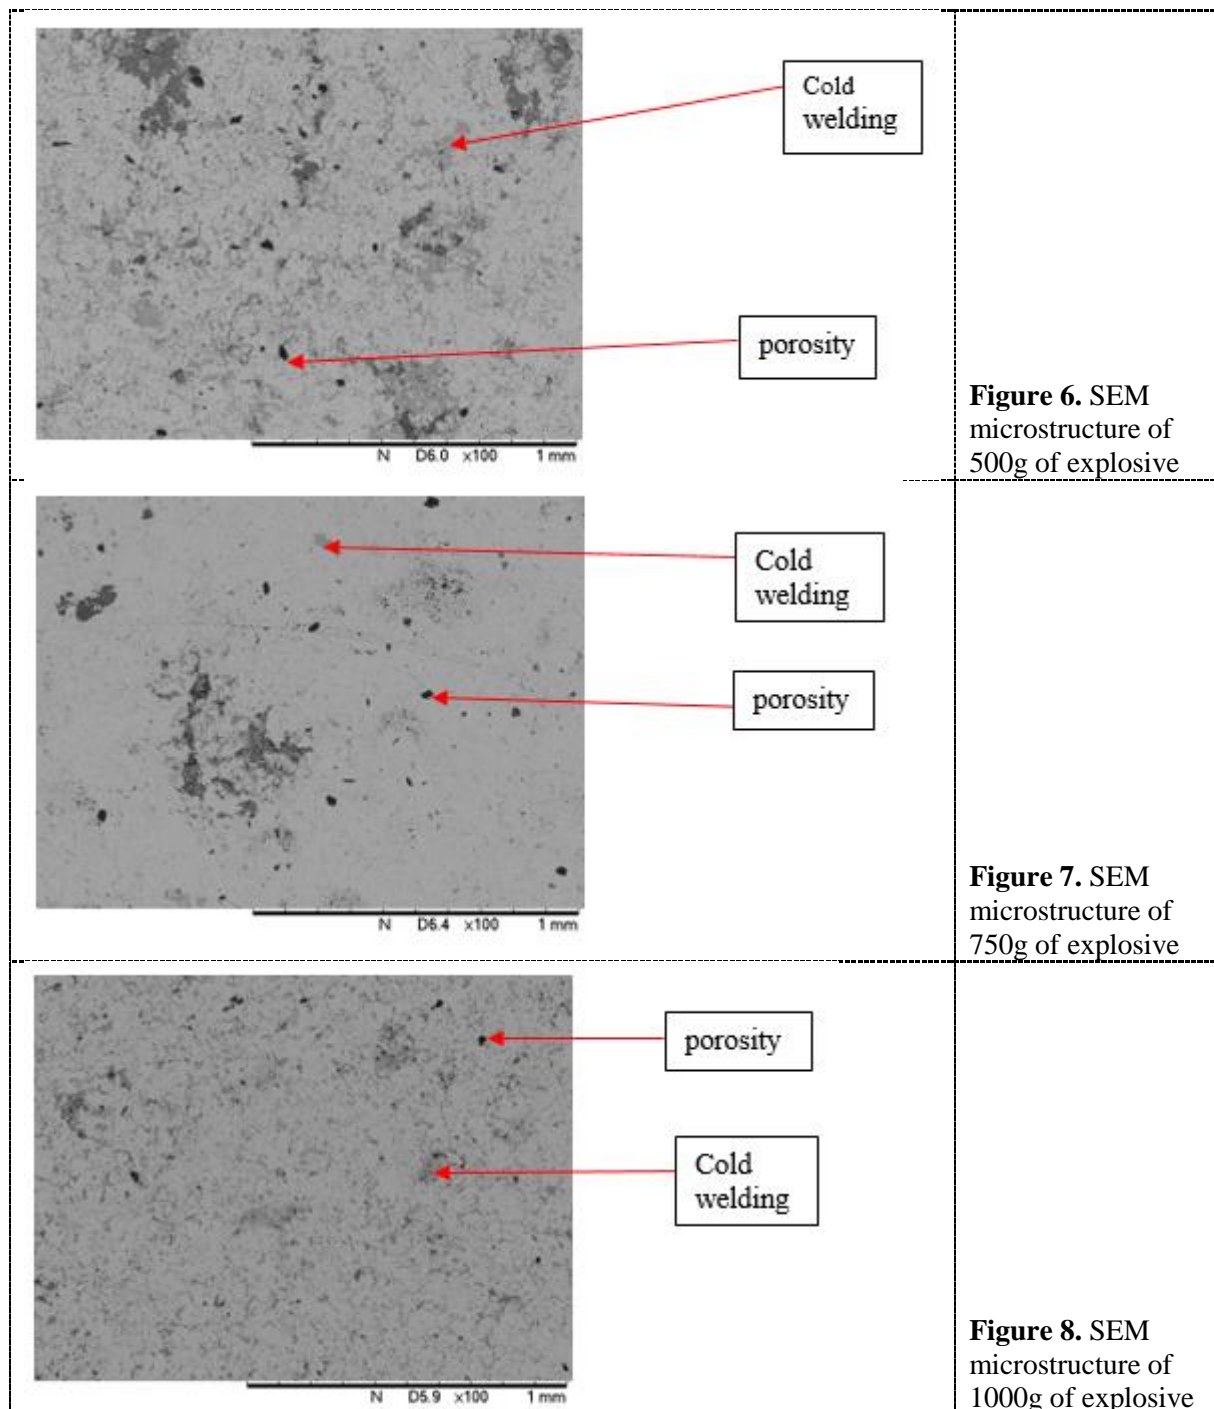 Cold
welding
porosity
N D6.0 x100 1 mm
Figure 6. SEM
microstructure of
500g of explosive
Cold
welding
porosity
N D6.4 x100 1 mm
Figure 7. SEM
microstructure of
750g of explosive
porosity
Cold
welding
N D5.9 x100 1 mm
Figure 8. SEM
microstructure of
1000g of explosive